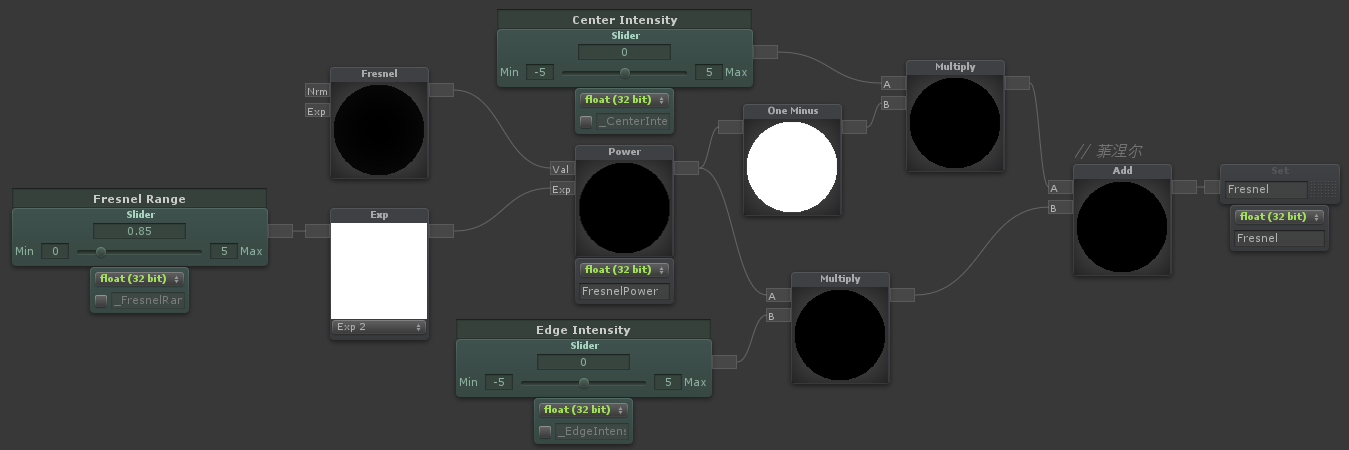 Center Intensity
Slider
0
Min -5 5 Max
float (32 bit)
_CenterInte
Fresnel
Nrm
Exp
Fresnel Range
Slider
0.85
Min 0 5 Max
float (32 bit)
_FresnelRar
Exp
Exp 2
Power
Val
Exp
float (32 bit)
FresnelPower
One Minus
Multiply
A
B
Edge Intensity
Slider
0
Min -5 5 Max
float (32 bit)
_EdgeIntens
Multiply
A
B
// 菲涅尔
Add
A
B
Set
Fresnel
float (32 bit)
Fresnel